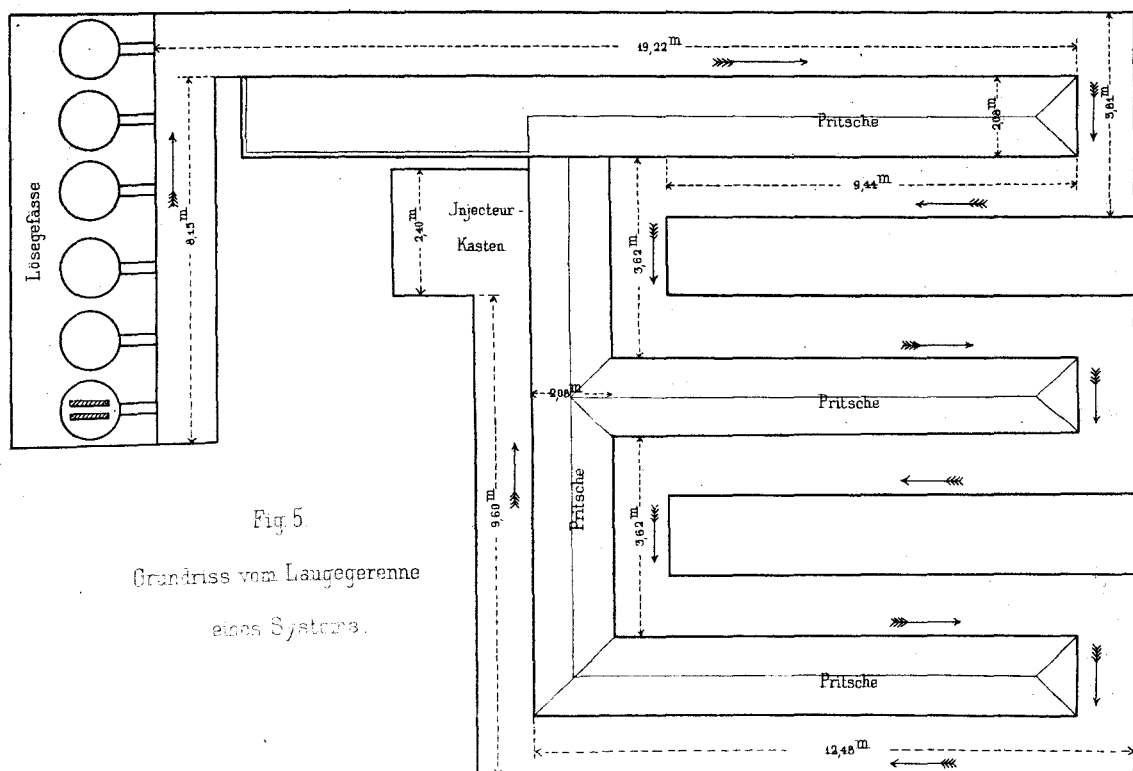 19,22 m
Lösegefässe
8,15 m
Pritsche
2,08 m
3,81 m
9,44 m
Injecteur-
Kasten
2,40 m
3,62 m
2,08 m
Pritsche
Pritsche
9,60 m
3,62 m
Fig. 5.
Grundriss vom Laugegerenne
eines Systems.
Pritsche
12,48 m